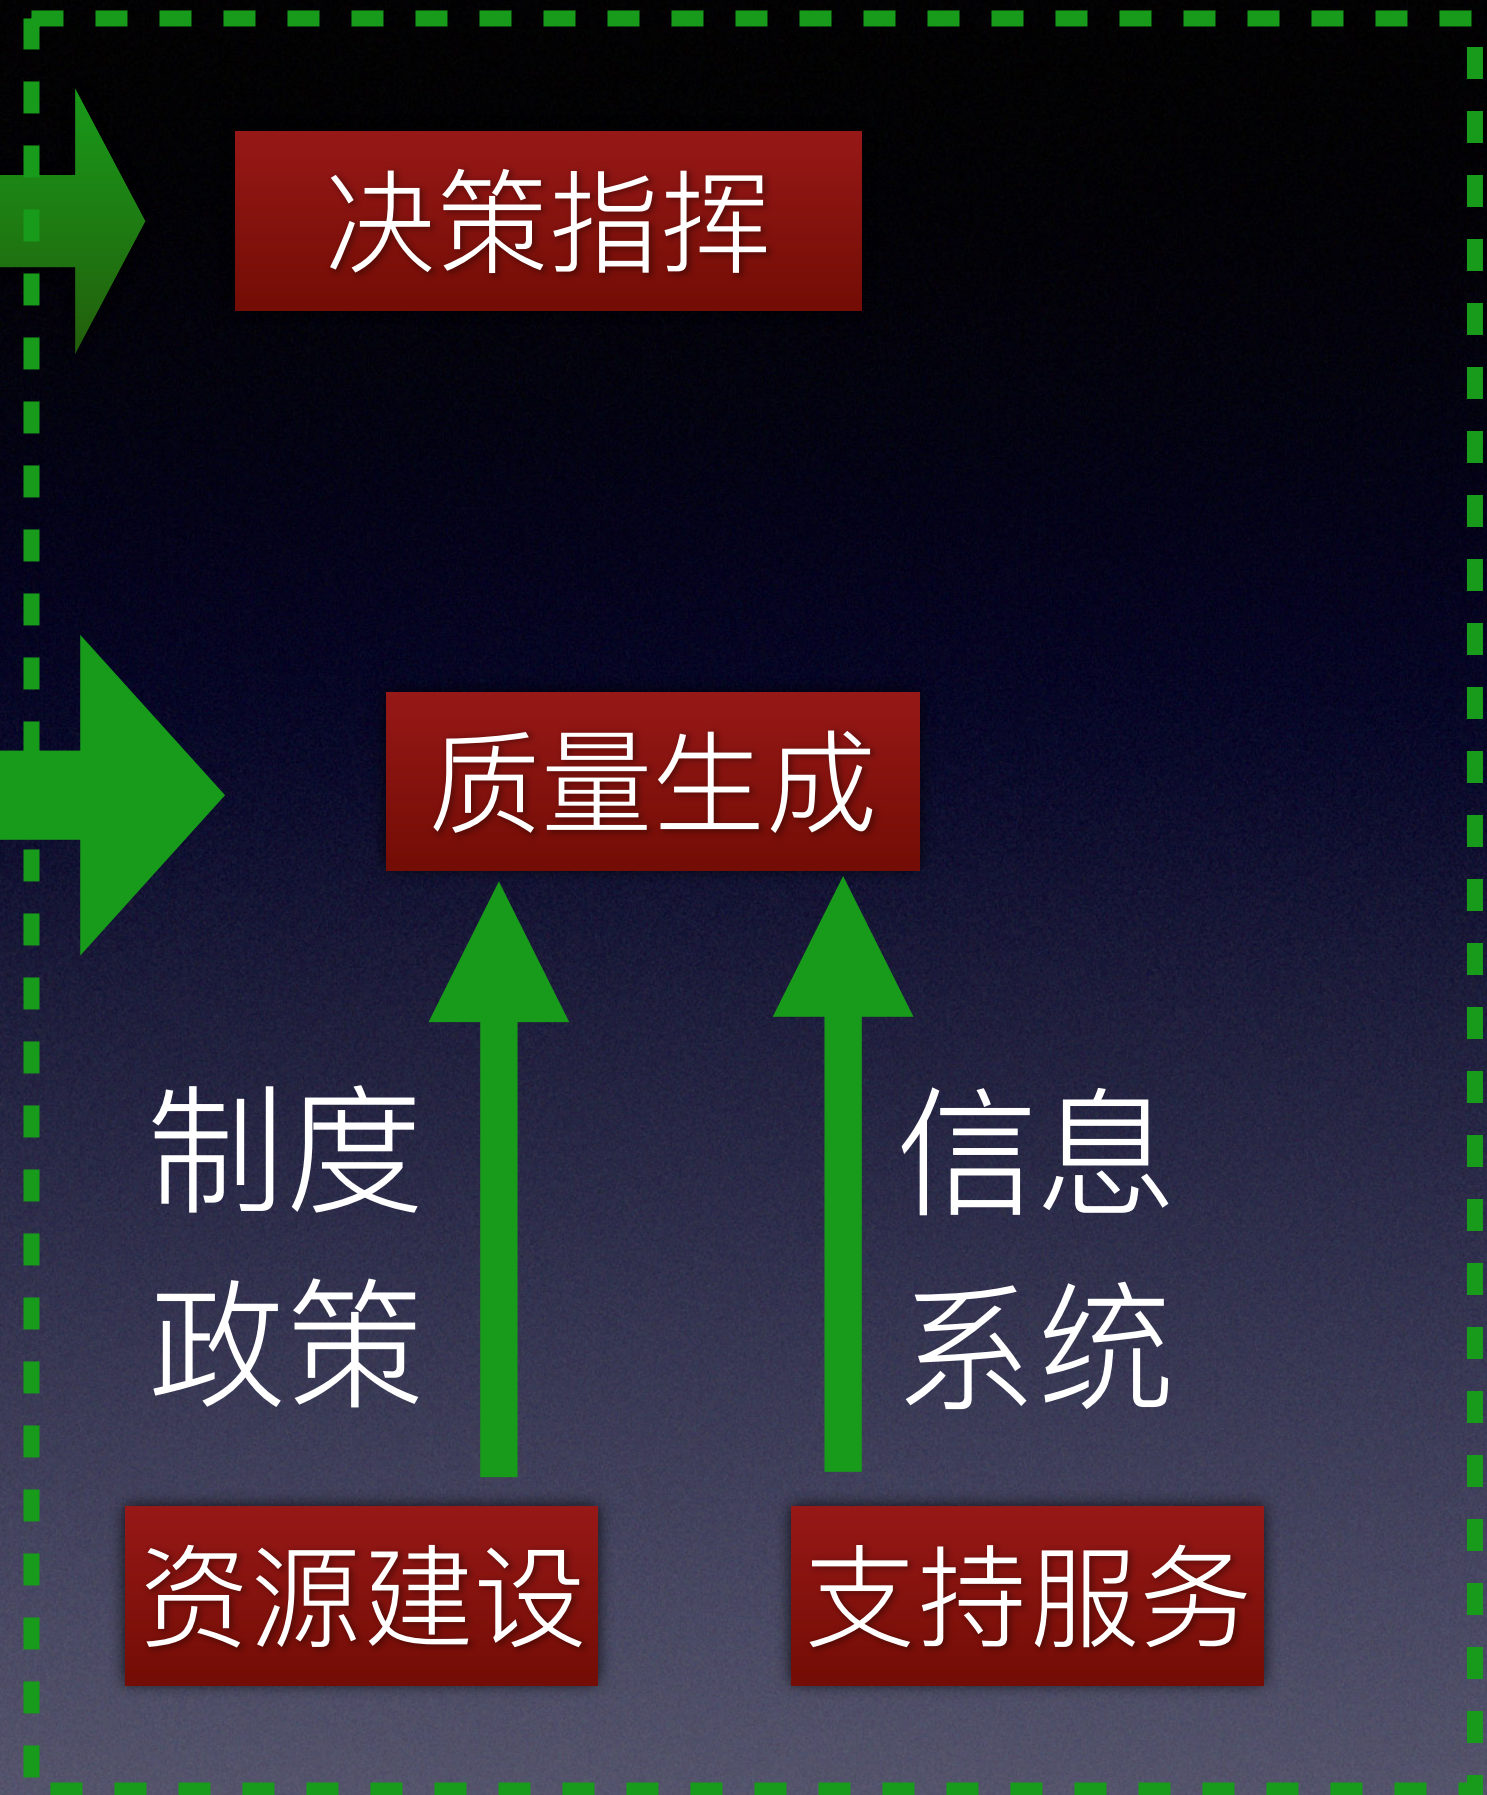 决策指挥
质量生成
制度
政策
信息
系统
资源建设
支持服务